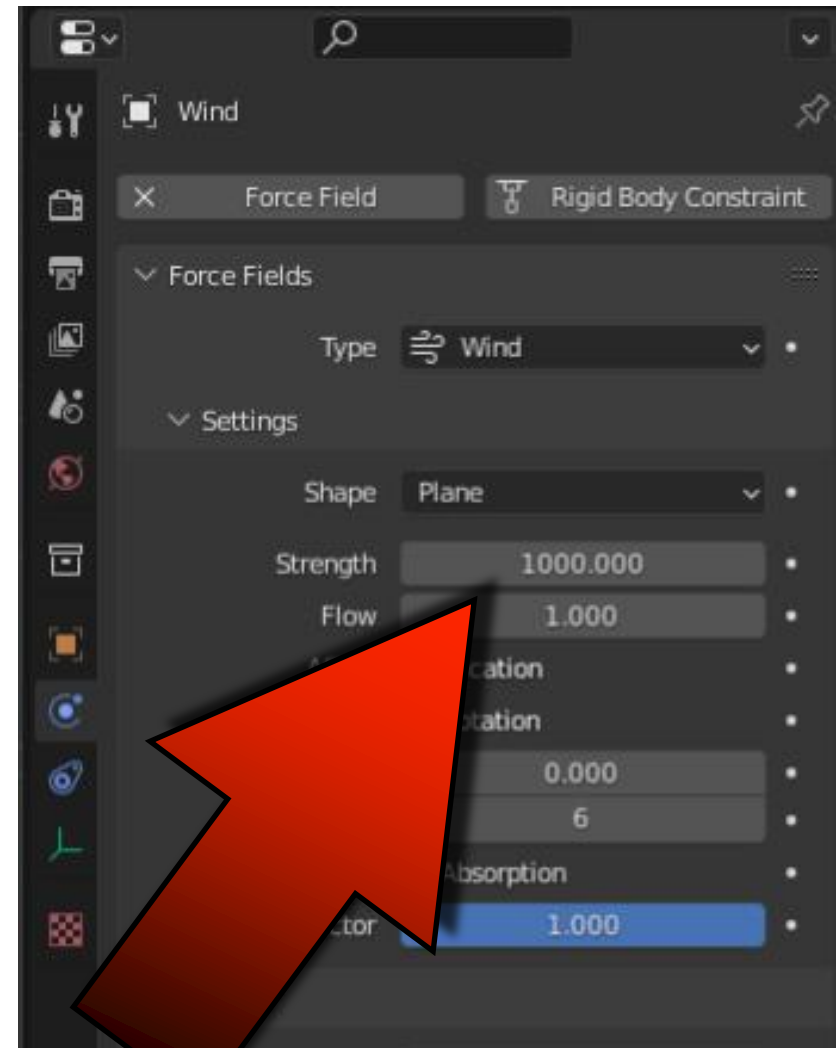 Wind
Force Field Rigid Body Constraint
Force Fields
Type Wind
Settings
Shape Plane
Strength 1000.000
Flow 1.000
0.000
6
Absorption
1.000